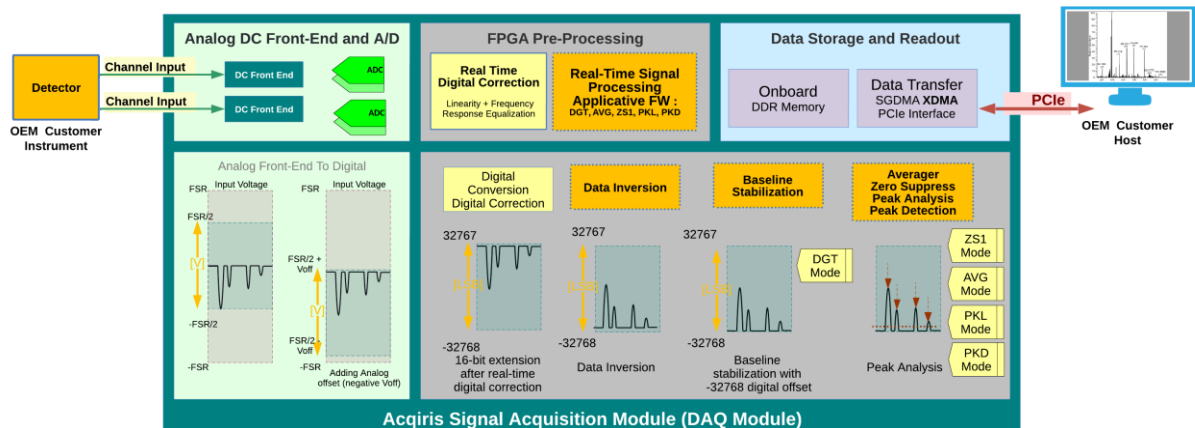 Analog DC Front-End and A/D
FPGA Pre-Processing
Data Storage and Readout
Detector
OEM Customer
Instrument
Channel Input
Channel Input
DC Front End
DC Front End
ADC
ADC
Real Time
Digital Correction
Linearity + Frequency
Response Equalization
Real-Time Signal
Processing
Applicative FW :
DGT, AVG, ZS1, PKL, PKD
Onboard
DDR Memory
Data Transfer
SGDMA XDMA
PCIe Interface
PCIe
OEM Customer
Host
Analog Front-End To Digital
FSR
Input Voltage
FSR/2
[V]
-FSR/2
-FSR
FSR
Input Voltage
FSR/2 +
Voff
[V]
FSR/2 -
Voff
-FSR
Adding Analog
offset (negative Voff)
Digital
Conversion
Digital Correction
32767
-32768
16-bit extension
after real-time
digital correction
Data Inversion
32767
-32768
Data Inversion
Baseline
Stabilization
32767
-32768
DGT
Mode
Baseline
stabilization with
-32768 digital offset
Averager
Zero Suppress
Peak Analysis
Peak Detection
ZS1
Mode
AVG
Mode
PKL
Mode
PKD
Mode
Peak Analysis
Acqiris Signal Acquisition Module (DAQ Module)